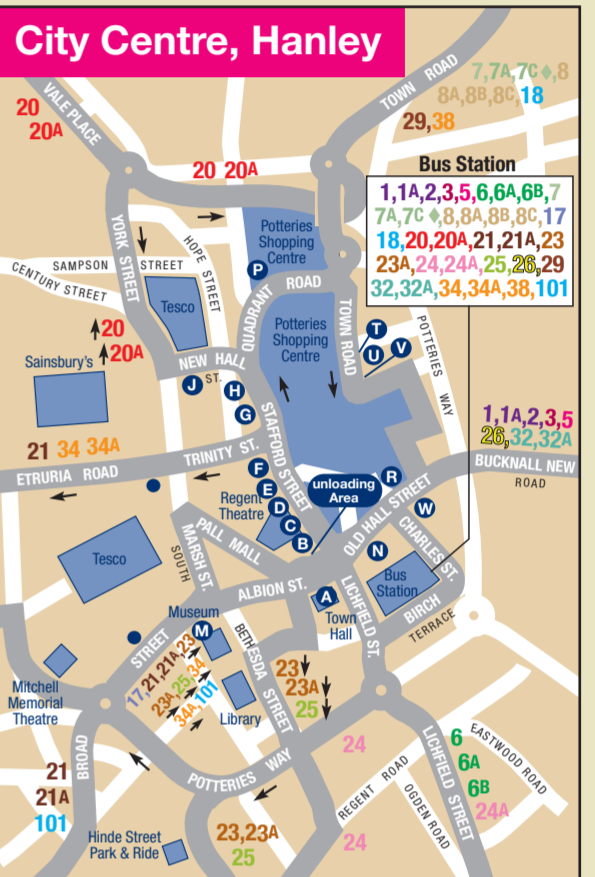 City Centre, Hanley
TOWN ROAD
7,7A,7C♦,8
8A,8B,8C,18
29,38
20
20A
VALE PLACE
20 20A
Bus Station
1,1A,2,3,5,6,6A,6B,7
7A,7C ♦,8,8A,8B,8C,17
18,20,20A,21,21A,23
23A,24,24A,25,26,29
32,32A,34,34A,38,101
YORK STREET
HOPE STREET
Potteries
Shopping
Centre
SAMPSON STREET
CENTURY STREET
P
QUADRANT ROAD
Tesco
Potteries
Shopping
Centre
TOWN ROAD
T
U
V
POTTERIES WAY
20
20A
Sainsbury's
NEW HALL ST.
J
H
G
STAFFORD STREET
1,1A,2,3,5
26,32,32A
21 34 34A
TRINITY ST.
ETRURIA ROAD
BUCKNALL NEW
ROAD
F
E
D
C
B
unloading
Area
R
Regent
Theatre
OLD HALL STREET
W
PALL MALL
CHARLES ST.
N
Tesco
SOUTH
MARSH ST.
ALBION ST.
Bus
Station
A
Town
Hall
LICHFIELD ST.
BIRCH
TERRACE
Museum
M
STREET
BETHESDA STREET
17,21,21A,23
23A,25,34
34A,101
23
23A
25
Library
Mitchell
Memorial
Theatre
BROAD
24
LICHFIELD STREET
6
6A
6B
24A
EASTWOOD ROAD
21
21A
101
POTTERIES WAY
REGENT ROAD
OGDEN ROAD
Hinde Street
Park & Ride
23,23A
25
24